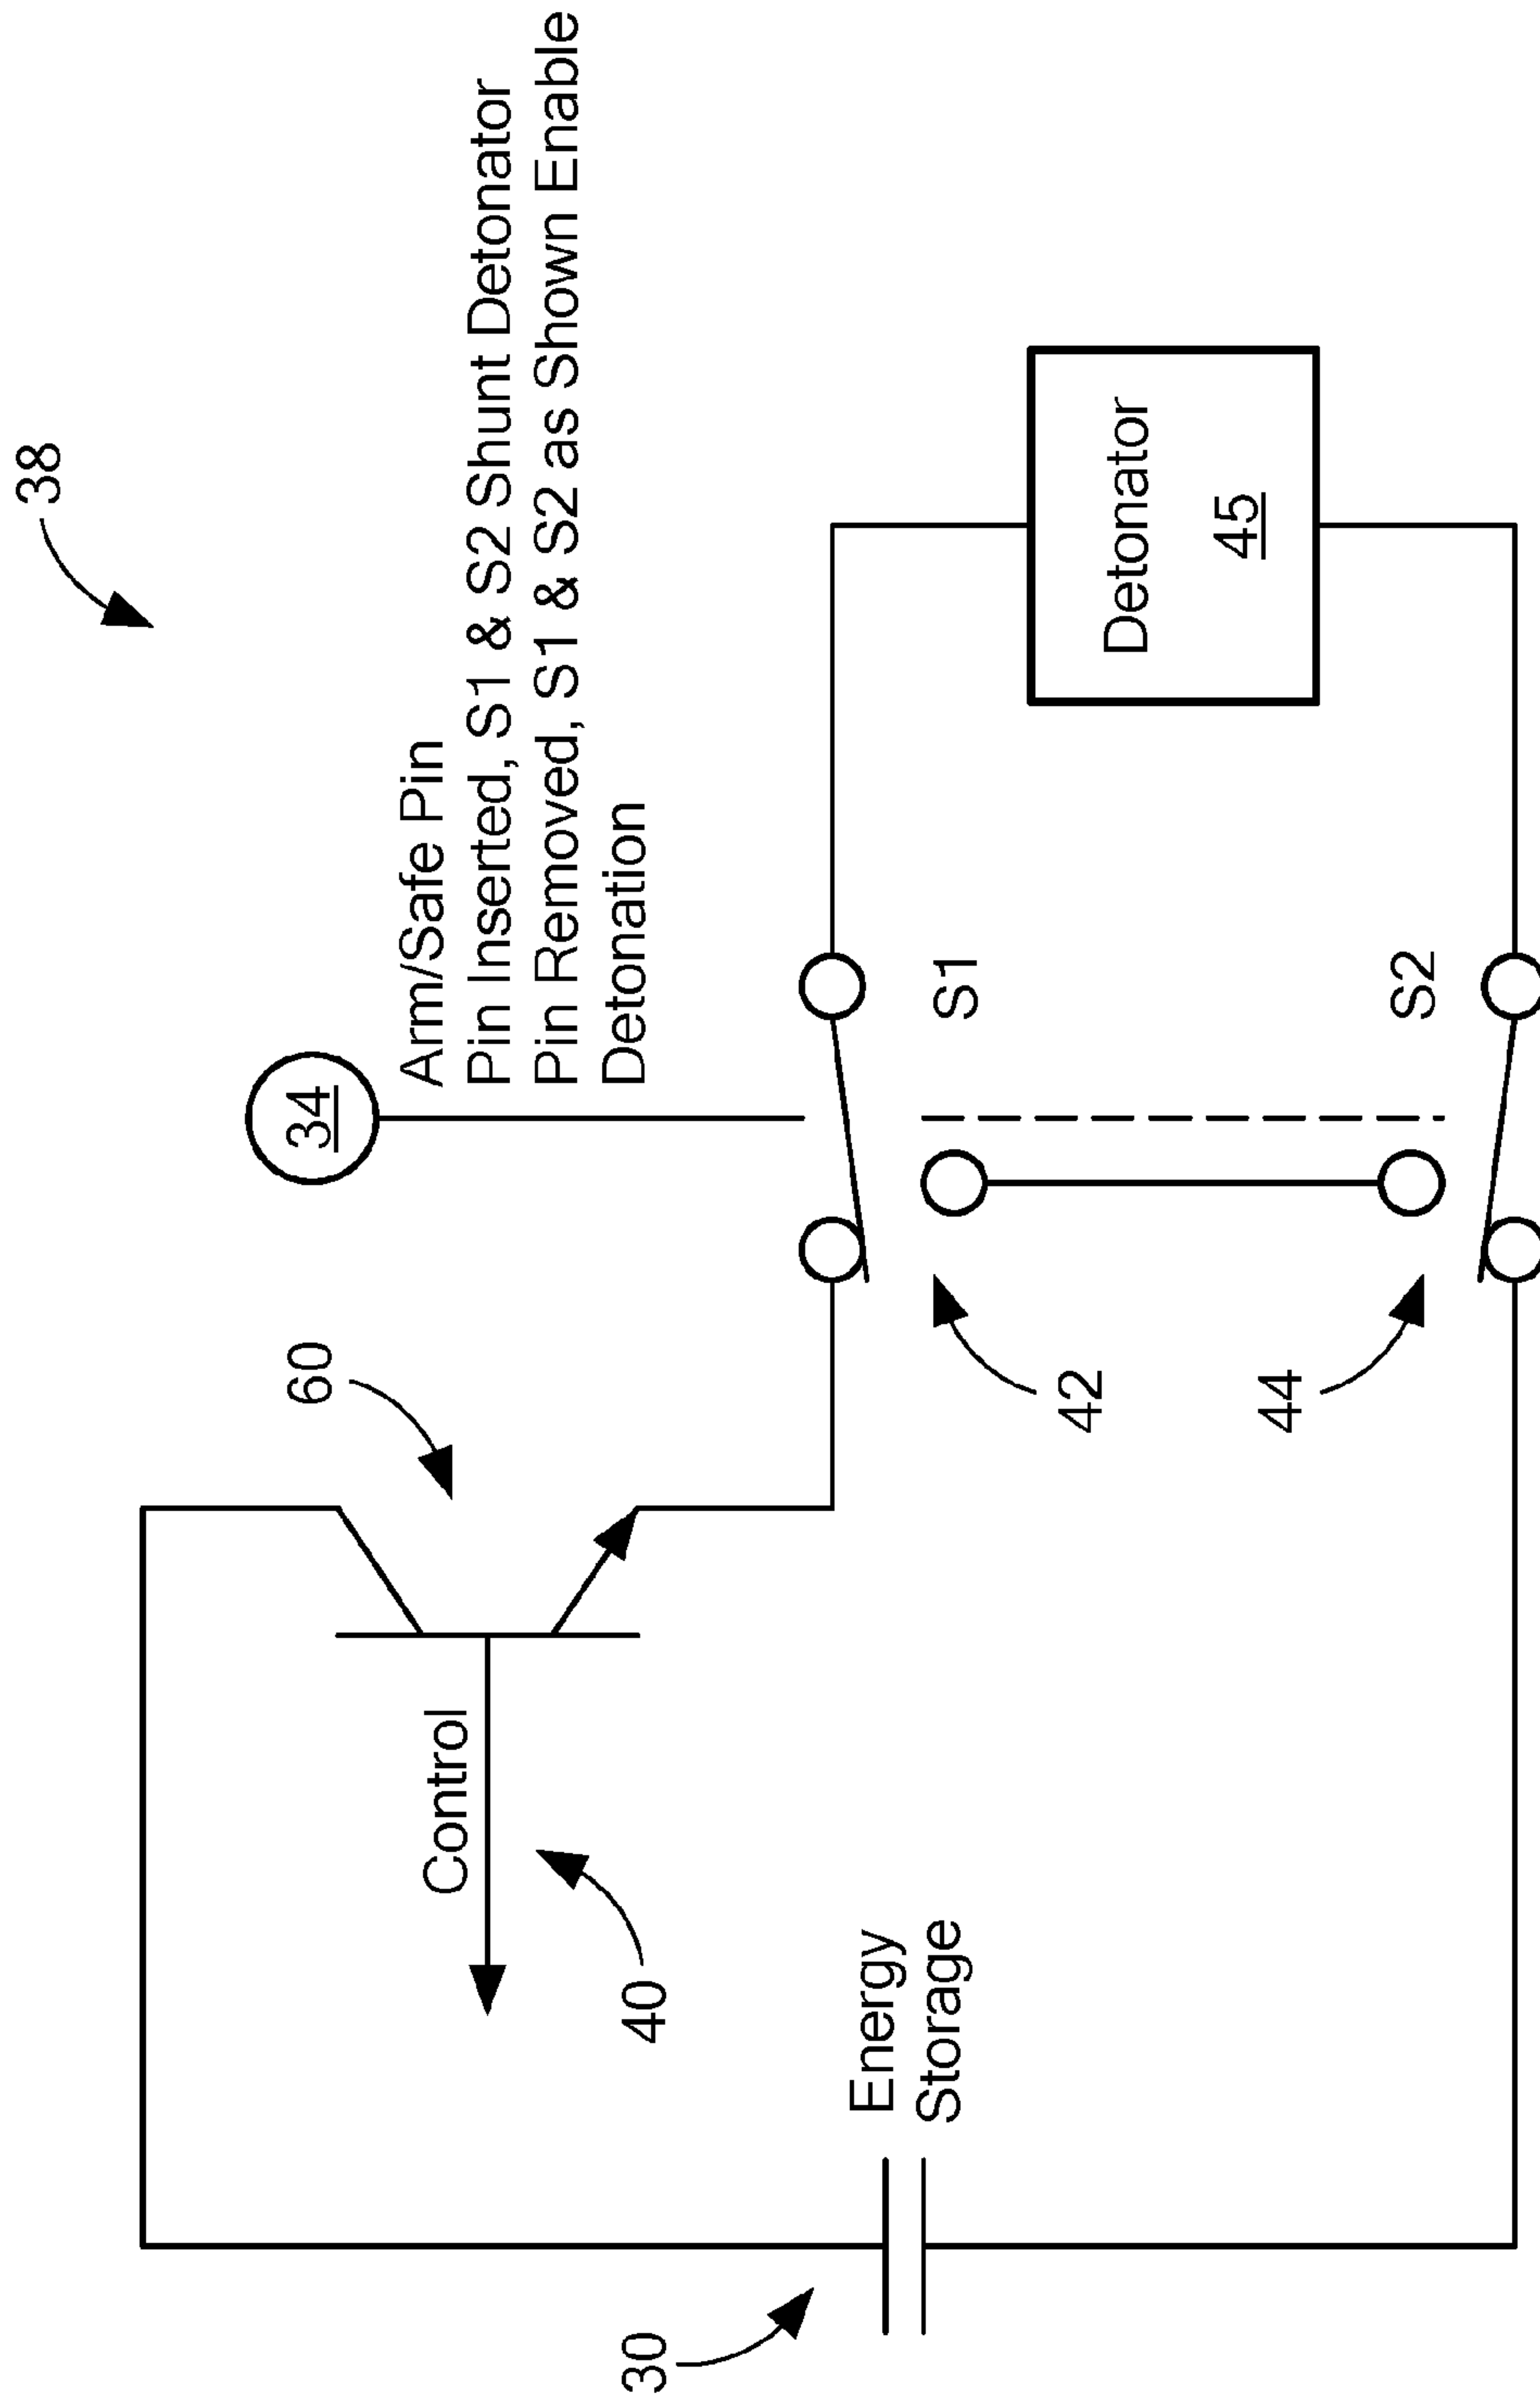 38
34
Arm/Safe Pin
Pin Inserted, S1 & S2 Shunt Detonator
Pin Removed, S1 & S2 as Shown Enable
Detonation
60
Control
40
Energy
Storage
30
S1
42
44
S2
Detonator
45